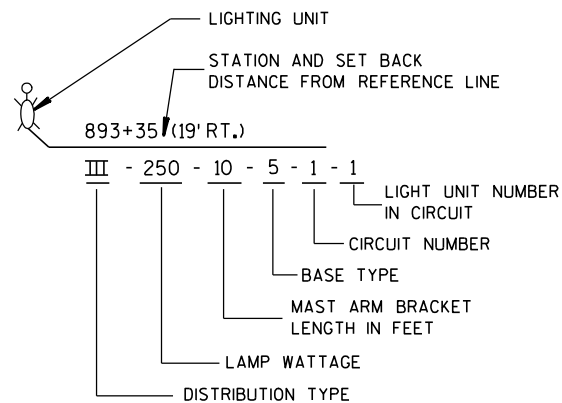 LIGHTING UNIT
STATION AND SET BACK
DISTANCE FROM REFERENCE LINE
893+35 (19' RT.)
III - 250 - 10 - 5 - 1 - 1
LIGHT UNIT NUMBER
IN CIRCUIT
CIRCUIT NUMBER
BASE TYPE
MAST ARM BRACKET
LENGTH IN FEET
LAMP WATTAGE
DISTRIBUTION TYPE